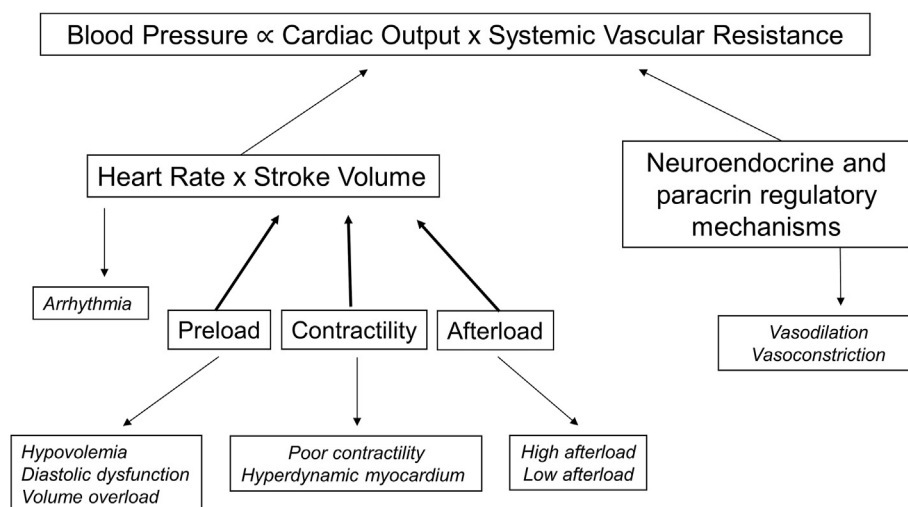 Blood Pressure ∝ Cardiac Output x Systemic Vascular Resistance
Heart Rate x Stroke Volume
Neuroendocrine and
paracrin regulatory
mechanisms
Arrhythmia
Preload
Contractility
Afterload
Vasodilation
Vasoconstriction
Hypovolemia
Diastolic dysfunction
Volume overload
Poor contractility
Hyperdynamic myocardium
High afterload
Low afterload